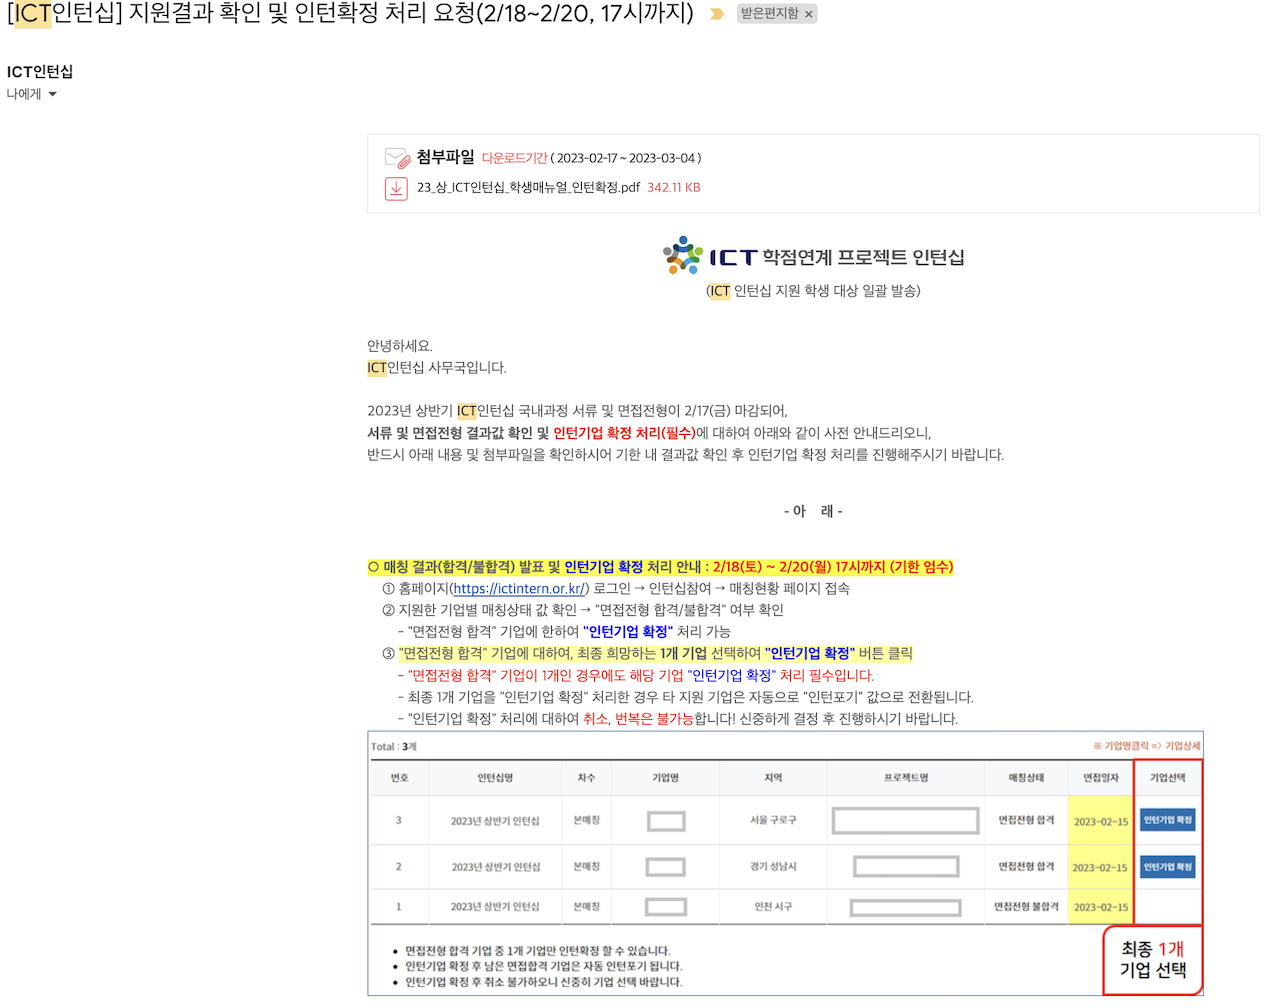 [ICT인턴십] 지원결과 확인 및 인턴확정 처리 요청(2/18~2/20, 17시까지)
받은편지함 ×
ICT인턴십
나에게
첨부파일 다운로드기간 ( 2023-02-17 ~ 2023-03-04 )
23_상_ICT인턴십_학생매뉴얼_인턴확정.pdf 342.11 KB
ICT 학점연계 프로젝트 인턴십
(ICT 인턴십 지원 학생 대상 일괄 발송)
안녕하세요.
ICT인턴십 사무국입니다.
2023년 상반기 ICT인턴십 국내과정 서류 및 면접전형이 2/17(금) 마감되어,
서류 및 면접전형 결과값 확인 및 인턴기업 확정 처리(필수)에 대하여 아래와 같이 사전 안내드리오니,
반드시 아래 내용 및 첨부파일을 확인하시어 기한 내 결과값 확인 후 인턴기업 확정 처리를 진행해주시기 바랍니다.
- 아 래 -
○ 매칭 결과(합격/불합격) 발표 및 인턴기업 확정 처리 안내 : 2/18(토) ~ 2/20(월) 17시까지 (기한 엄수)
① 홈페이지(https://ictintern.or.kr/) 로그인 → 인턴십참여 → 매칭현황 페이지 접속
② 지원한 기업별 매칭상태 값 확인 → "면접전형 합격/불합격" 여부 확인
- "면접전형 합격" 기업에 한하여 "인턴기업 확정" 처리 가능
③ "면접전형 합격" 기업에 대하여, 최종 희망하는 1개 기업 선택하여 "인턴기업 확정" 버튼 클릭
- "면접전형 합격" 기업이 1개인 경우에도 해당 기업 "인턴기업 확정" 처리 필수입니다.
- 최종 1개 기업을 "인턴기업 확정" 처리한 경우 타 지원 기업은 자동으로 "인턴포기" 값으로 전환됩니다.
- "인턴기업 확정" 처리에 대하여 취소, 번복은 불가능합니다! 신중하게 결정 후 진행하시기 바랍니다.
Total : 3개 ※ 기업명클릭 => 기업상세
번호 인턴십명 차수 기업명 지역 프로젝트명 매칭상태 면접일자 기업선택
3 2023년 상반기 인턴십 본매칭 서울 구로구 면접전형 합격 2023-02-15 인턴기업 확정
2 2023년 상반기 인턴십 본매칭 경기 성남시 면접전형 합격 2023-02-15 인턴기업 확정
1 2023년 상반기 인턴십 본매칭 인천 서구 면접전형 불합격 2023-02-15
• 면접전형 합격 기업 중 1개 기업만 인턴확정 할 수 있습니다.
• 인턴기업 확정 후 남은 면접합격 기업은 자동 인턴포기 됩니다.
• 인턴기업 확정 후 취소 불가하오니 신중히 기업 선택 바랍니다.
최종 1개
기업 선택